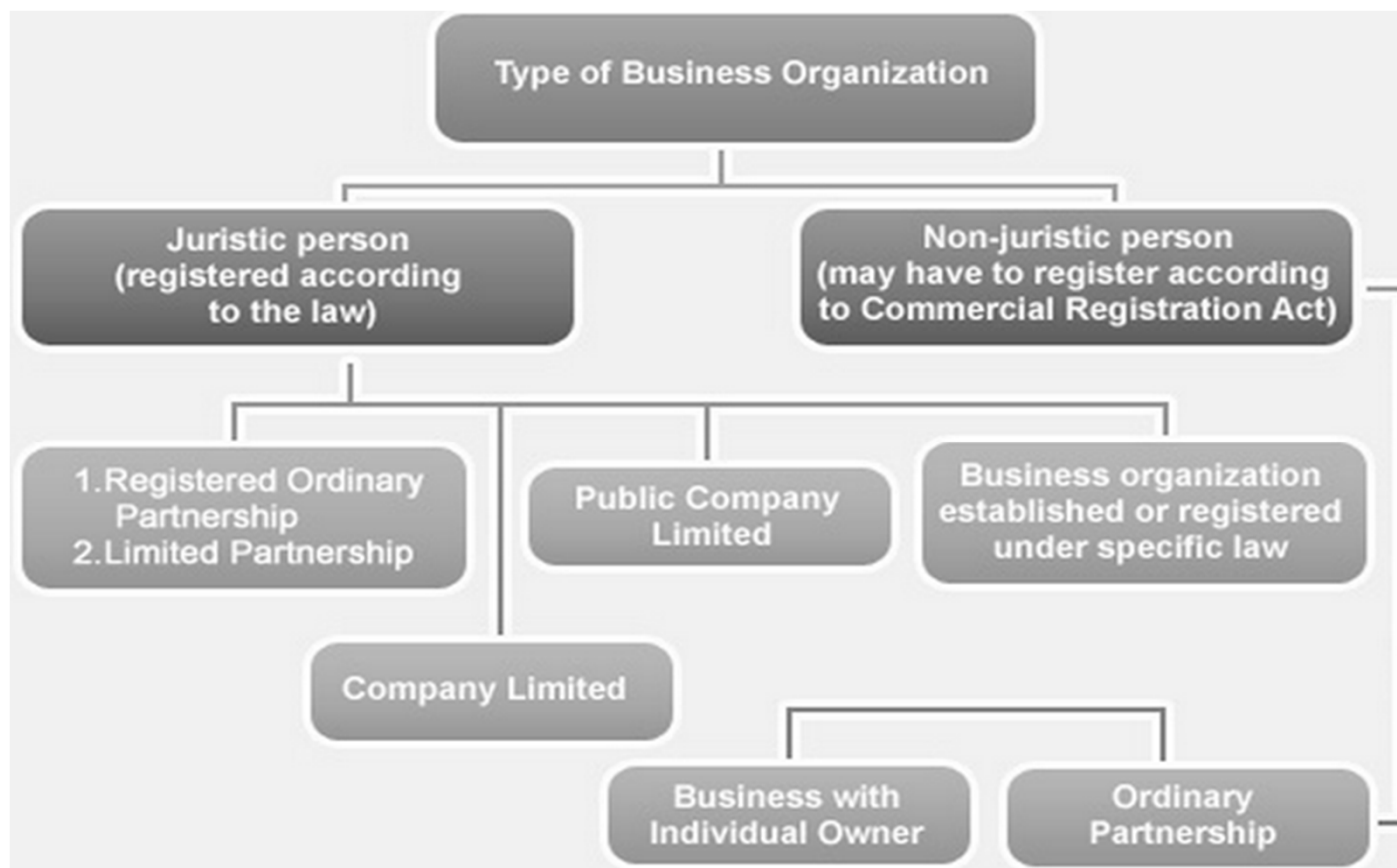 Type of Business Organization
Juristic person
(registered according
to the law)
Non-juristic person
(may have to register according
to Commercial Registration Act)
1.Registered Ordinary
Partnership
2.Limited Partnership
Public Company
Limited
Business organization
established or registered
under specific law
Company Limited
Business with
Individual Owner
Ordinary
Partnership